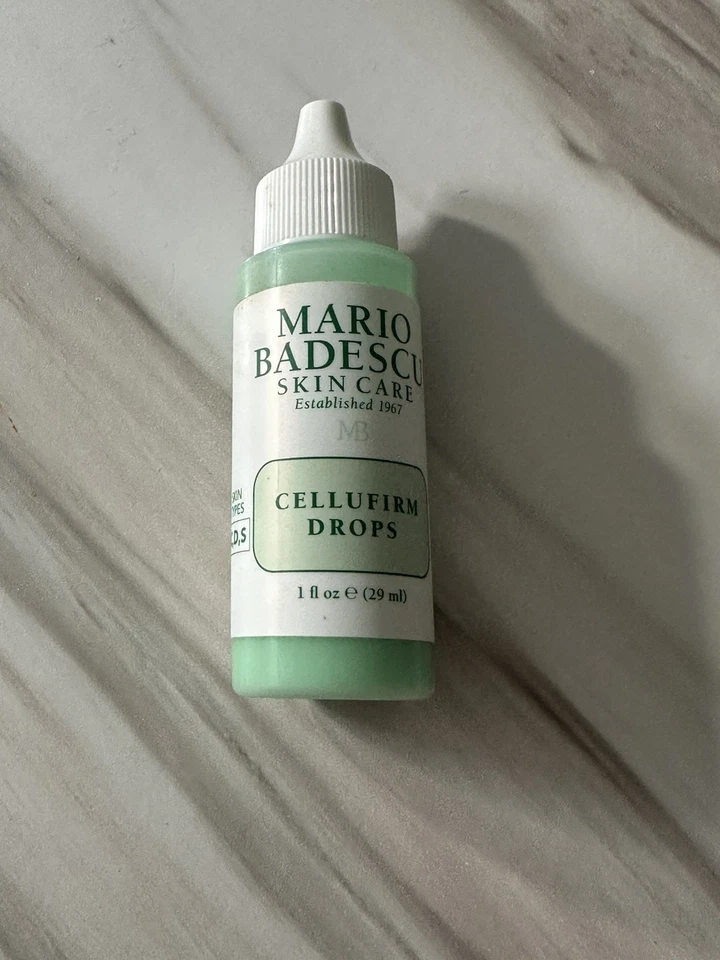 MARIO
BADESCU
SKIN CARE
Established 1967
MB
CELLUFIRM
DROPS
1 fl oz ℮ (29 ml)
D,S